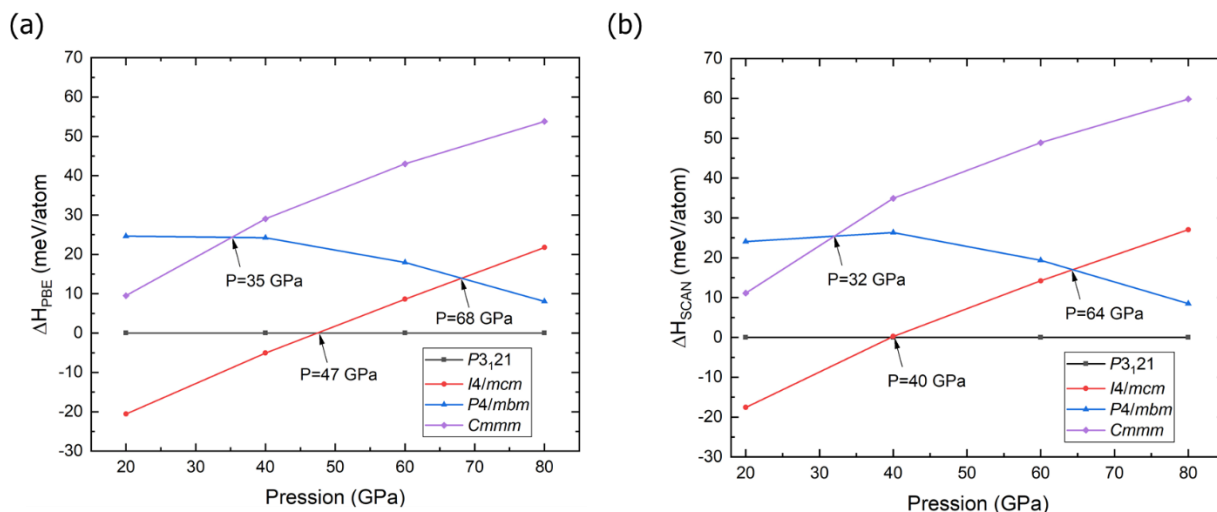 (a)
70
60
50
40
30
20
10
0
-10
-20
-30
ΔH_PBE (meV/atom)
P=35 GPa
P=68 GPa
P=47 GPa
P3₁21
I4/mcm
P4/mbm
Cmmm
20 30 40 50 60 70 80
Pression (GPa)
(b)
70
60
50
40
30
20
10
0
-10
-20
-30
ΔH_SCAN (meV/atom)
P=32 GPa
P=64 GPa
P=40 GPa
P3₁21
I4/mcm
P4/mbm
Cmmm
20 30 40 50 60 70 80
Pression (GPa)